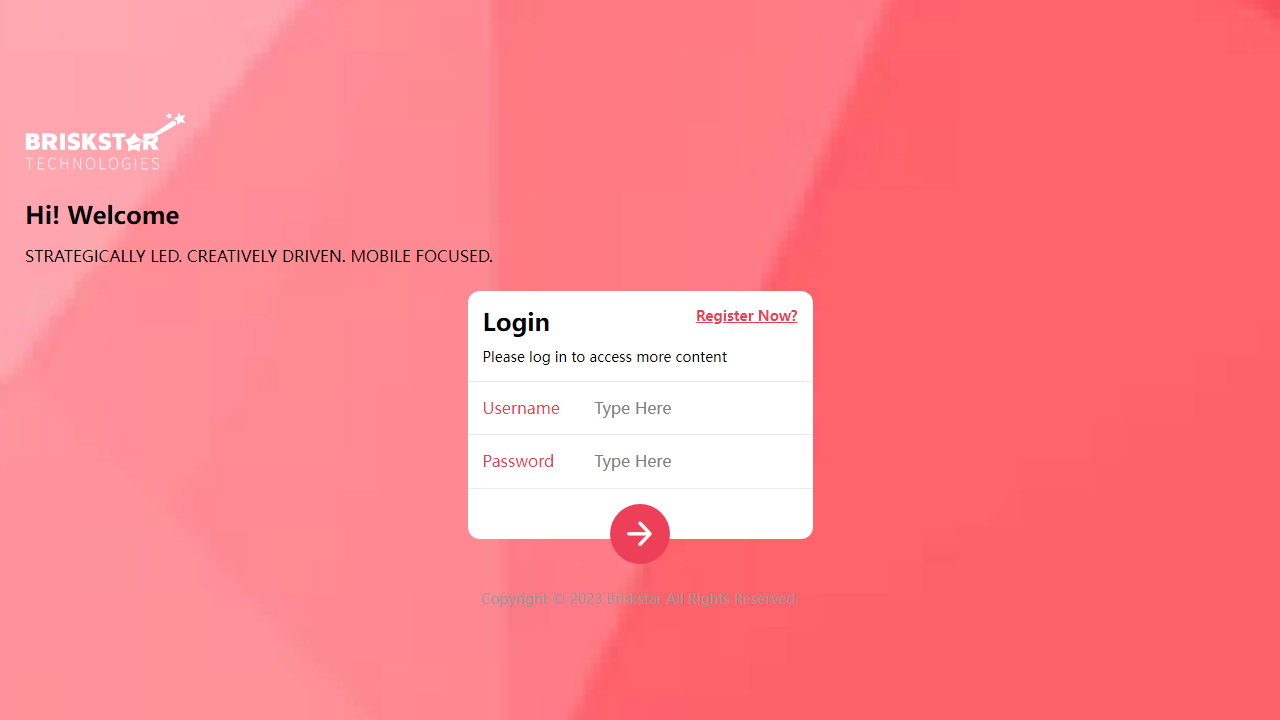 BRISKSTAR
TECHNOLOGIES
Hi! Welcome
STRATEGICALLY LED. CREATIVELY DRIVEN. MOBILE FOCUSED.
Login
Register Now?
Please log in to access more content
Username Type Here
Password Type Here
Copyright © 2023 Briskstar All Rights Reserved.